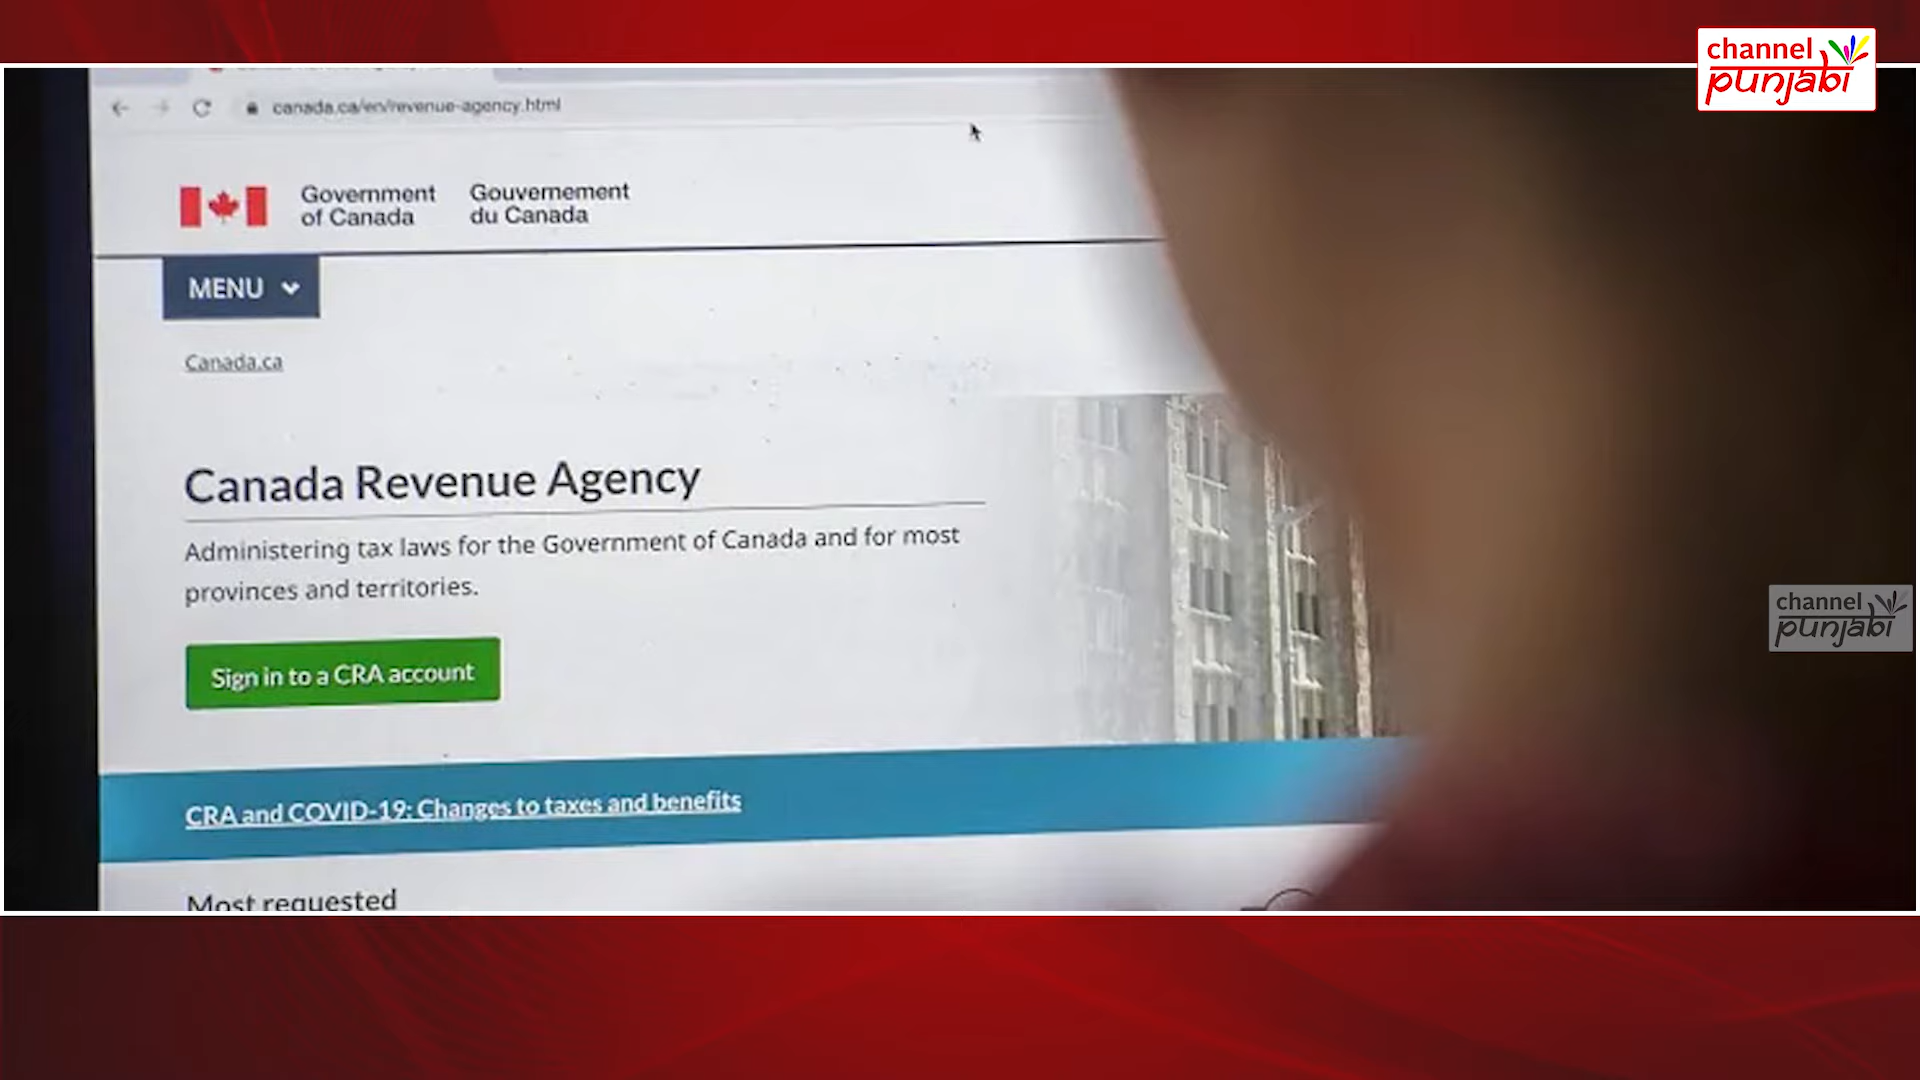 channel
punjabi
canada.ca/en/revenue-agency.html
Government
of Canada
Gouvernement
du Canada
MENU
Canada.ca
Canada Revenue Agency
Administering tax laws for the Government of Canada and for most
provinces and territories.
channel
punjabi
Sign in to a CRA account
CRA and COVID-19: Changes to taxes and benefits
Most requested